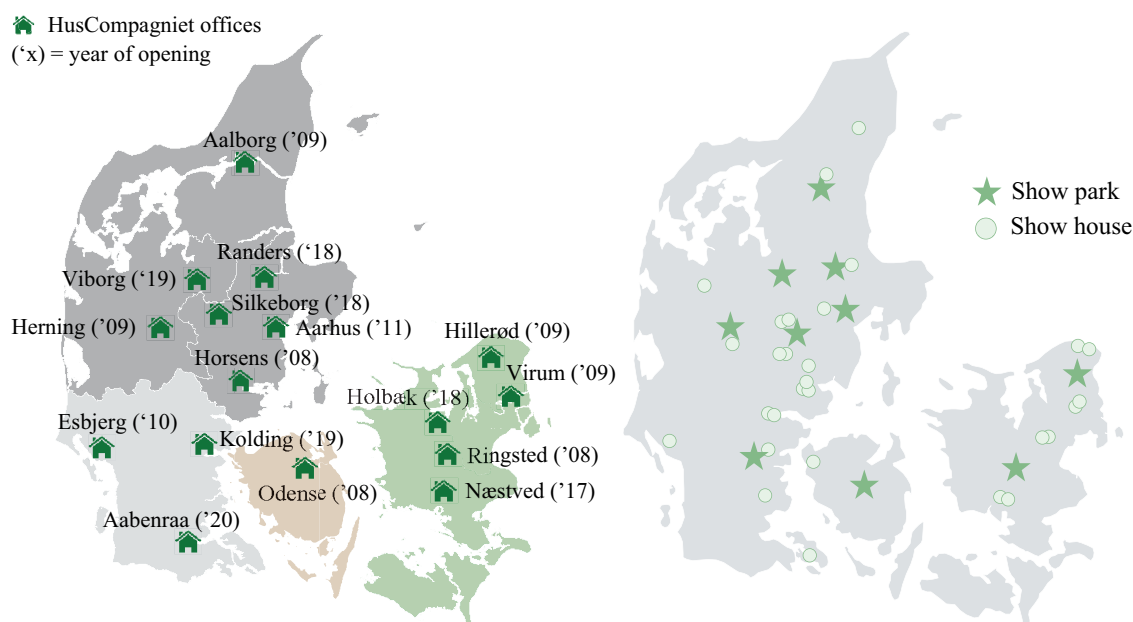 HusCompagniet offices
(‘x) = year of opening
Aalborg (’09)
Randers (‘18)
Viborg (‘19)
Silkeborg (‘18)
Herning (’09)
Aarhus (’11)
Hillerød (’09)
Horsens (’08)
Virum (’09)
Holbæk (’18)
Esbjerg (‘10)
Kolding (’19)
Ringsted (’08)
Odense (’08)
Næstved (’17)
Aabenraa (’20)
Show park
Show house